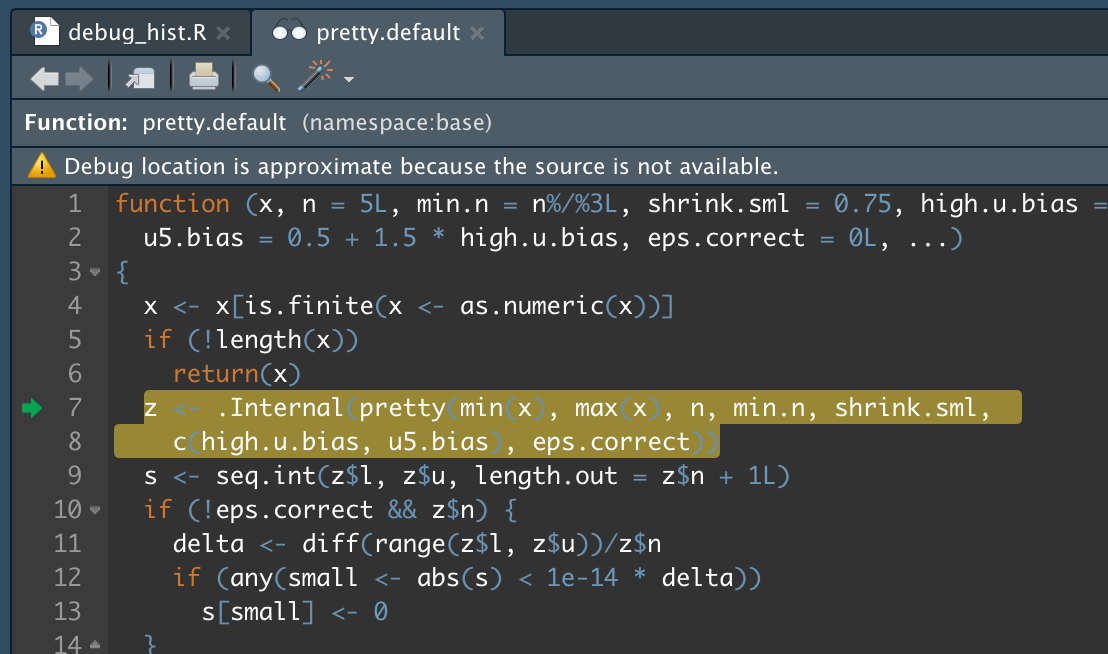 debug_hist.R
pretty.default
Function: pretty.default (namespace:base)
Debug location is approximate because the source is not available.
1 function (x, n = 5L, min.n = n%/%3L, shrink.sml = 0.75, high.u.bias =
2 u5.bias = 0.5 + 1.5 * high.u.bias, eps.correct = 0L, ...)
3 {
4 x <- x[is.finite(x <- as.numeric(x))]
5 if (!length(x))
6 return(x)
7 z <- .Internal(pretty(min(x), max(x), n, min.n, shrink.sml,
8 c(high.u.bias, u5.bias), eps.correct))
9 s <- seq.int(z$l, z$u, length.out = z$n + 1L)
10 if (!eps.correct && z$n) {
11 delta <- diff(range(z$l, z$u))/z$n
12 if (any(small <- abs(s) < 1e-14 * delta))
13 s[small] <- 0
14 }